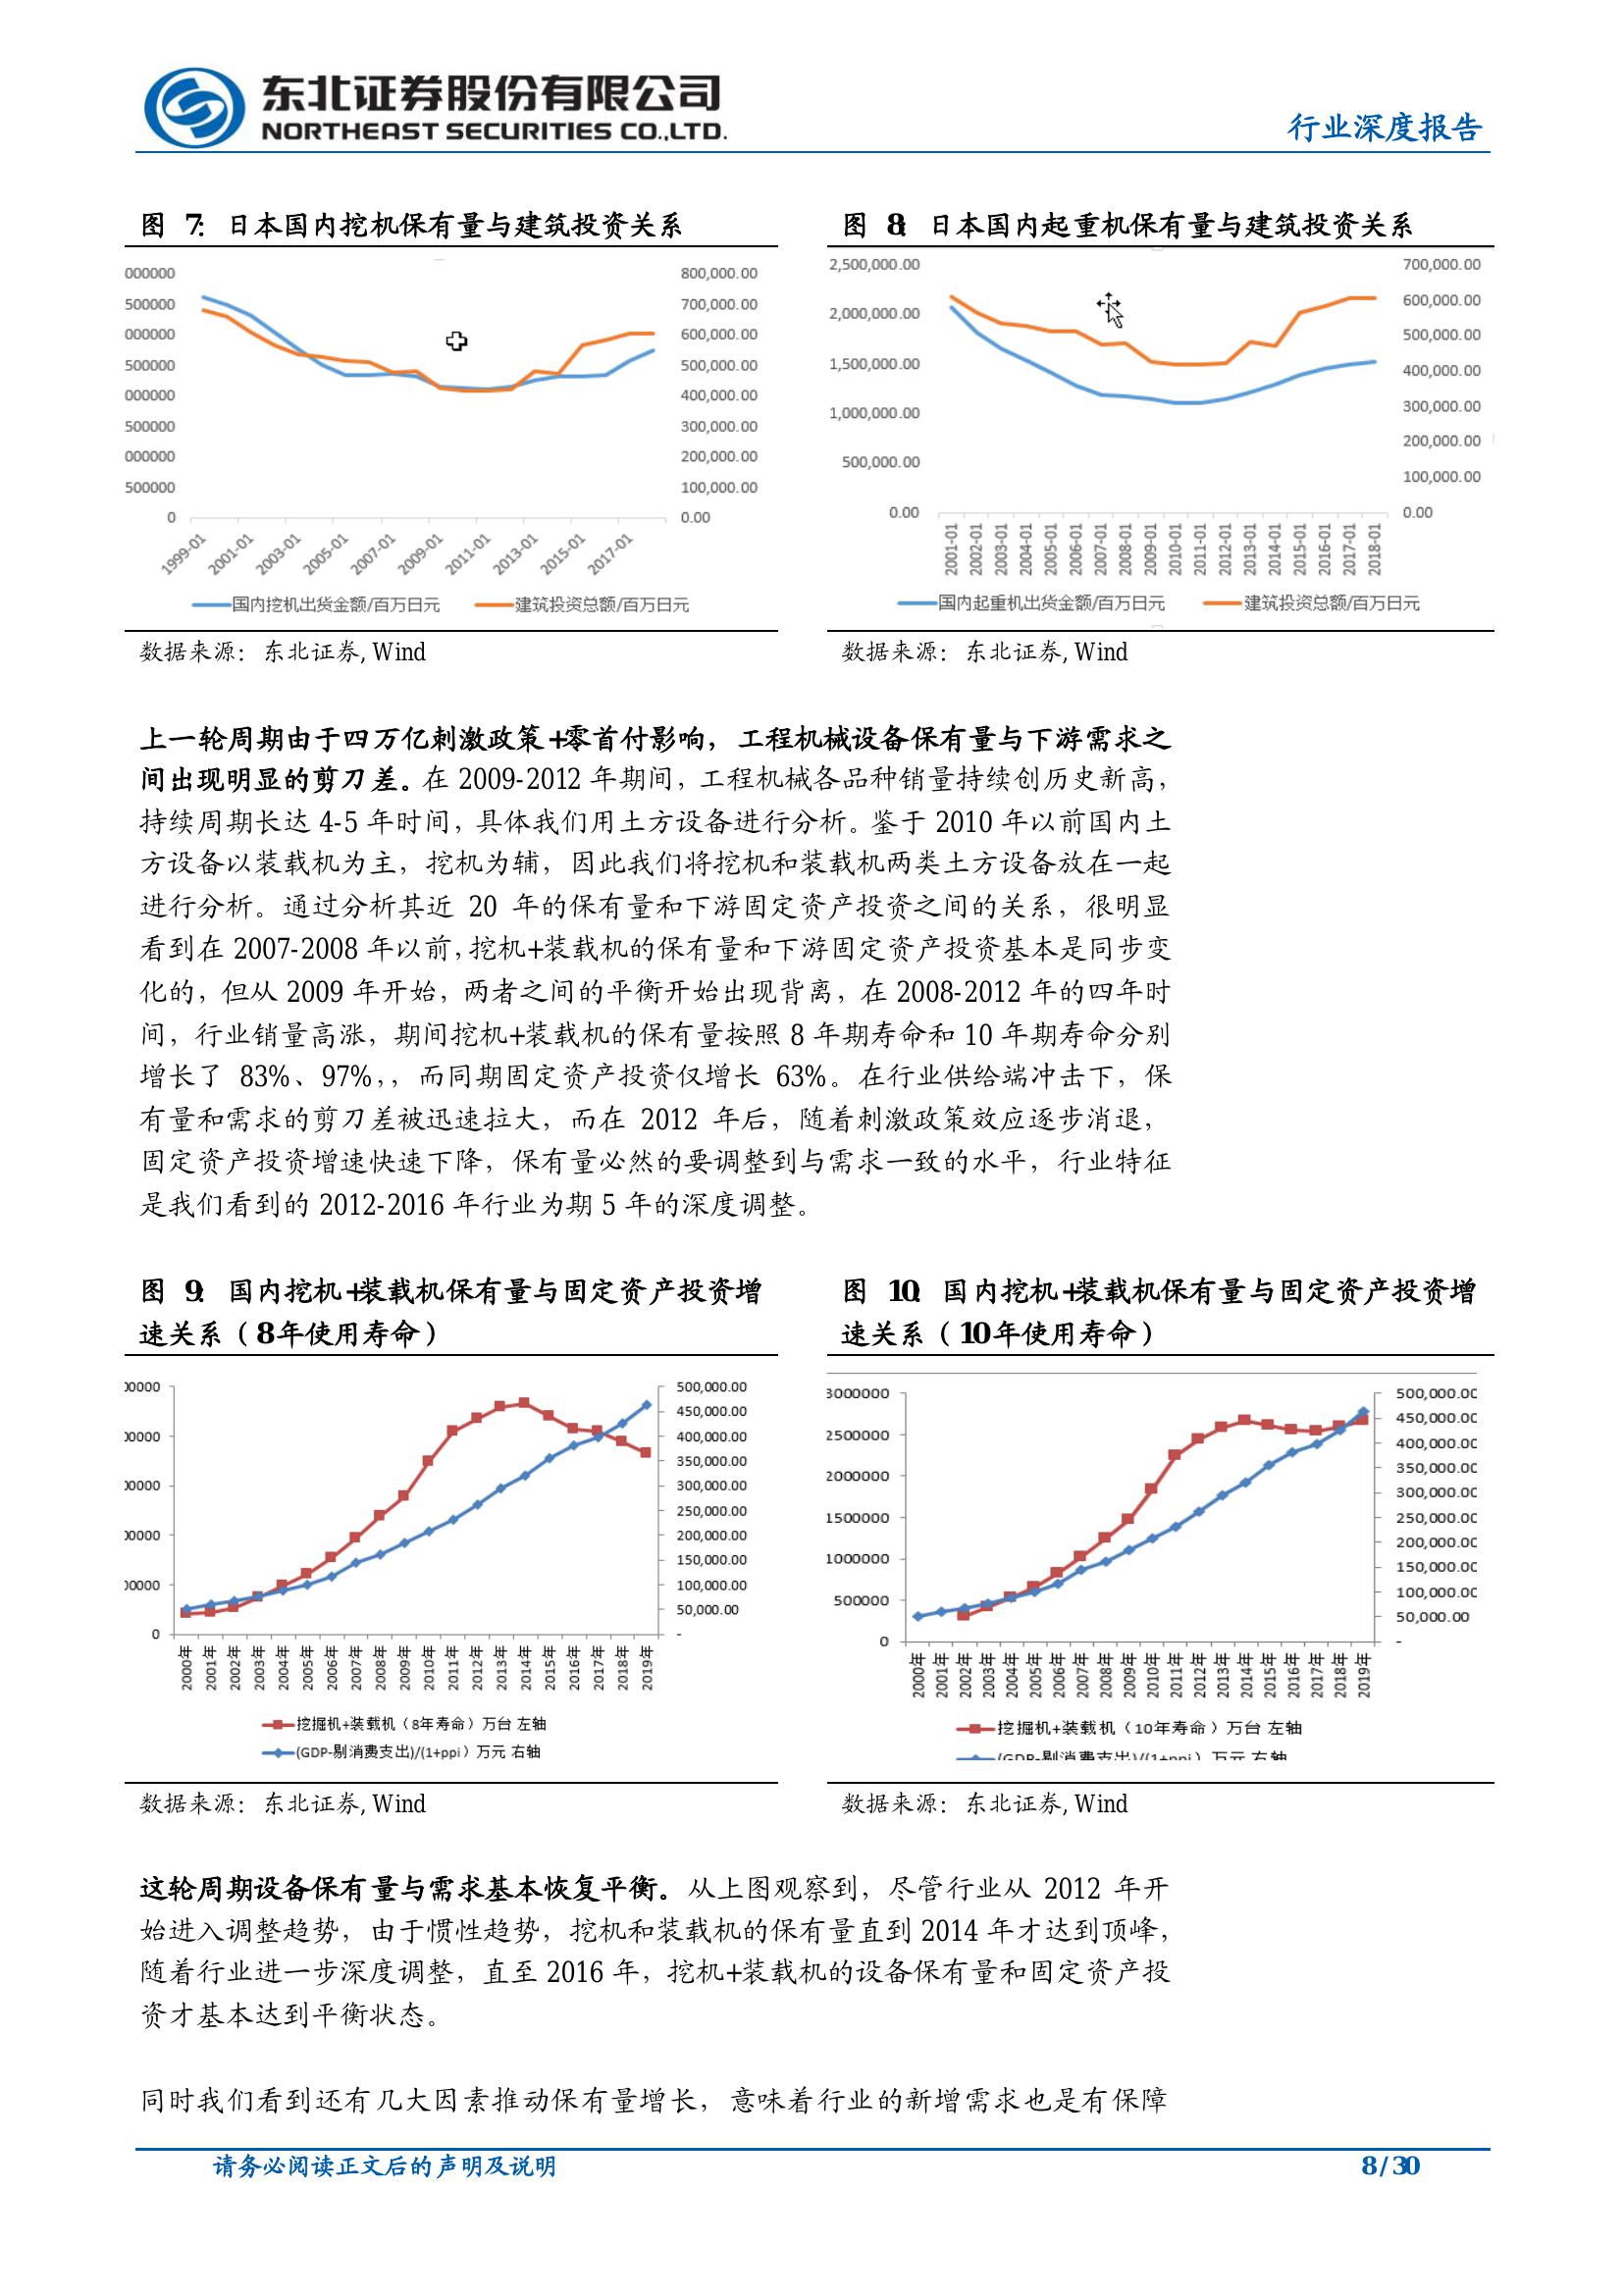 东北证券股份有限公司
NORTHEAST SECURITIES CO.,LTD.
行业深度报告
图 7: 日本国内挖机保有量与建筑投资关系
000000
500000
000000
500000
000000
500000
000000
500000
0
800,000.00
700,000.00
600,000.00
500,000.00
400,000.00
300,000.00
200,000.00
100,000.00
0.00
1999-01
2001-01
2003-01
2005-01
2007-01
2009-01
2011-01
2013-01
2015-01
2017-01
国内挖机出货金额/百万日元 建筑投资总额/百万日元
数据来源：东北证券, Wind
图 8: 日本国内起重机保有量与建筑投资关系
2,500,000.00
2,000,000.00
1,500,000.00
1,000,000.00
500,000.00
0.00
700,000.00
600,000.00
500,000.00
400,000.00
300,000.00
200,000.00
100,000.00
0.00
2001-01
2002-01
2003-01
2004-01
2005-01
2006-01
2007-01
2008-01
2009-01
2010-01
2011-01
2012-01
2013-01
2014-01
2015-01
2016-01
2017-01
2018-01
国内起重机出货金额/百万日元 建筑投资总额/百万日元
数据来源：东北证券, Wind
上一轮周期由于四万亿刺激政策+零首付影响，工程机械设备保有量与下游需求之
间出现明显的剪刀差。在 2009-2012 年期间，工程机械各品种销量持续创历史新高，
持续周期长达 4-5 年时间，具体我们用土方设备进行分析。鉴于 2010 年以前国内土
方设备以装载机为主，挖机为辅，因此我们将挖机和装载机两类土方设备放在一起
进行分析。通过分析其近 20 年的保有量和下游固定资产投资之间的关系，很明显
看到在 2007-2008 年以前，挖机+装载机的保有量和下游固定资产投资基本是同步变
化的，但从 2009 年开始，两者之间的平衡开始出现背离，在 2008-2012 年的四年时
间，行业销量高涨，期间挖机+装载机的保有量按照 8 年期寿命和 10 年期寿命分别
增长了 83%、97%，，而同期固定资产投资仅增长 63%。在行业供给端冲击下，保
有量和需求的剪刀差被迅速拉大，而在 2012 年后，随着刺激政策效应逐步消退，
固定资产投资增速快速下降，保有量必然的要调整到与需求一致的水平，行业特征
是我们看到的 2012-2016 年行业为期 5 年的深度调整。
图 9: 国内挖机+装载机保有量与固定资产投资增
速关系（8年使用寿命）
00000
00000
00000
00000
00000
0
500,000.00
450,000.00
400,000.00
350,000.00
300,000.00
250,000.00
200,000.00
150,000.00
100,000.00
50,000.00
-
2000年
2001年
2002年
2003年
2004年
2005年
2006年
2007年
2008年
2009年
2010年
2011年
2012年
2013年
2014年
2015年
2016年
2017年
2018年
2019年
挖掘机+装载机（8年寿命）万台 左轴
(GDP-剔消费支出)/(1+ppi）万元 右轴
数据来源：东北证券, Wind
图 10: 国内挖机+装载机保有量与固定资产投资增
速关系（10年使用寿命）
3000000
2500000
2000000
1500000
1000000
500000
0
500,000.00
450,000.00
400,000.00
350,000.00
300,000.00
250,000.00
200,000.00
150,000.00
100,000.00
50,000.00
-
2000年
2001年
2002年
2003年
2004年
2005年
2006年
2007年
2008年
2009年
2010年
2011年
2012年
2013年
2014年
2015年
2016年
2017年
2018年
2019年
挖掘机+装载机（10年寿命）万台 左轴
(GDP-剔消费支出)/(1+ppi）万元 右轴
数据来源：东北证券, Wind
这轮周期设备保有量与需求基本恢复平衡。从上图观察到，尽管行业从 2012 年开
始进入调整趋势，由于惯性趋势，挖机和装载机的保有量直到 2014 年才达到顶峰，
随着行业进一步深度调整，直至 2016 年，挖机+装载机的设备保有量和固定资产投
资才基本达到平衡状态。
同时我们看到还有几大因素推动保有量增长，意味着行业的新增需求也是有保障
请务必阅读正文后的声明及说明
8 / 30